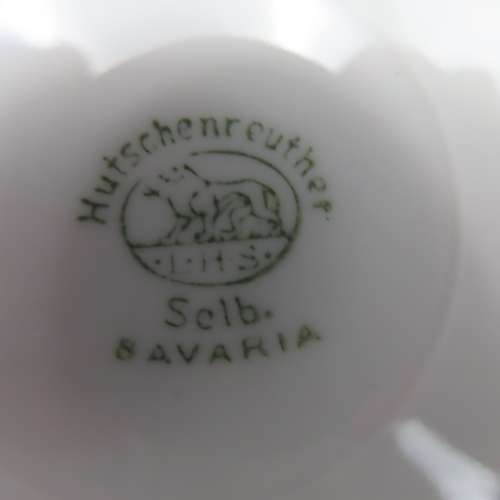 Hutschenreuther
L·H·S·
Selb.
BAVARIA